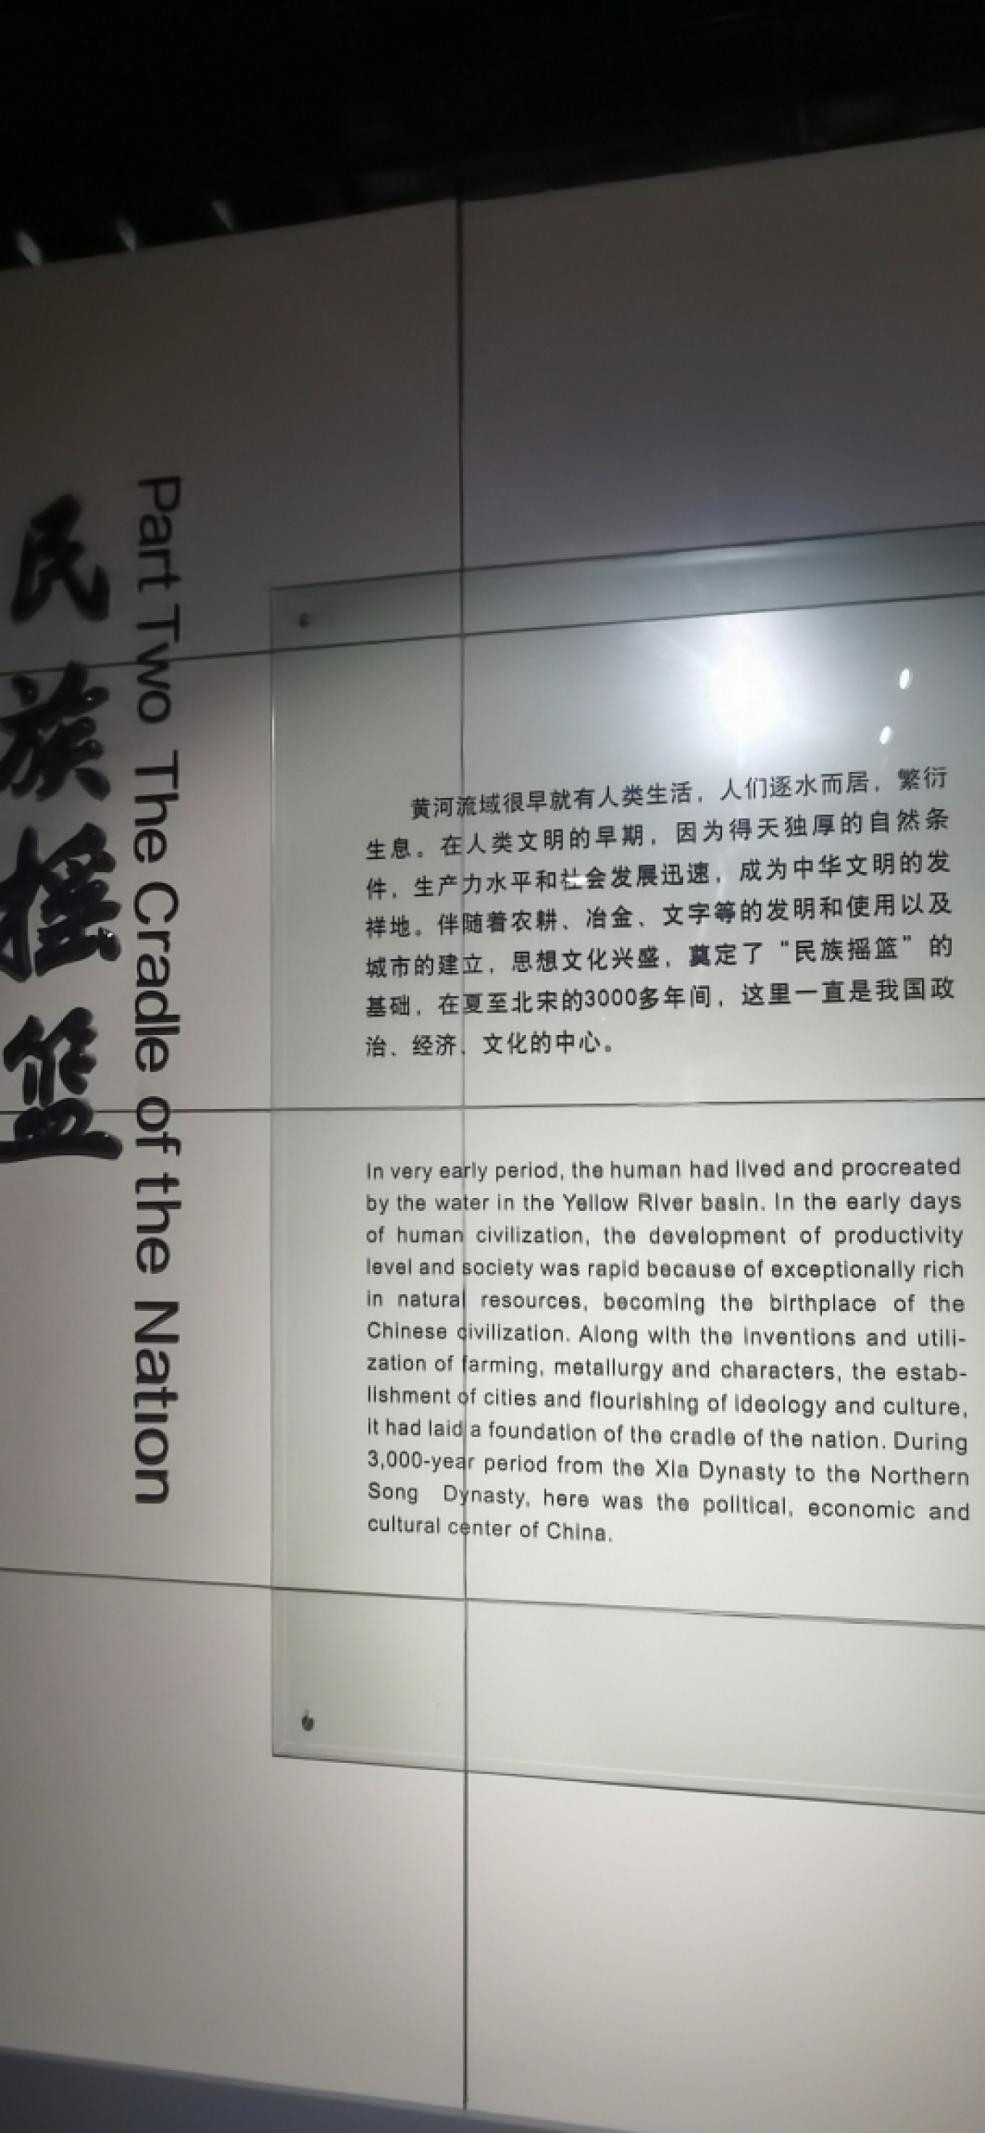 民族摇篮
Part Two The Cradle of the Nation
黄河流域很早就有人类生活，人们逐水而居，繁衍
生息。在人类文明的早期，因为得天独厚的自然条
件，生产力水平和社会发展迅速，成为中华文明的发
祥地。伴随着农耕、冶金、文字等的发明和使用以及
城市的建立，思想文化兴盛，奠定了“民族摇篮”的
基础，在夏至北宋的3000多年间，这里一直是我国政
治、经济、文化的中心。
In very early period, the human had lived and procreated
by the water in the Yellow River basin. In the early days
of human civilization, the development of productivity
level and society was rapid because of exceptionally rich
in natural resources, becoming the birthplace of the
Chinese civilization. Along with the inventions and utili-
zation of farming, metallurgy and characters, the estab-
lishment of cities and flourishing of ideology and culture,
it had laid a foundation of the cradle of the nation. During
3,000-year period from the Xia Dynasty to the Northern
Song Dynasty, here was the political, economic and
cultural center of China.